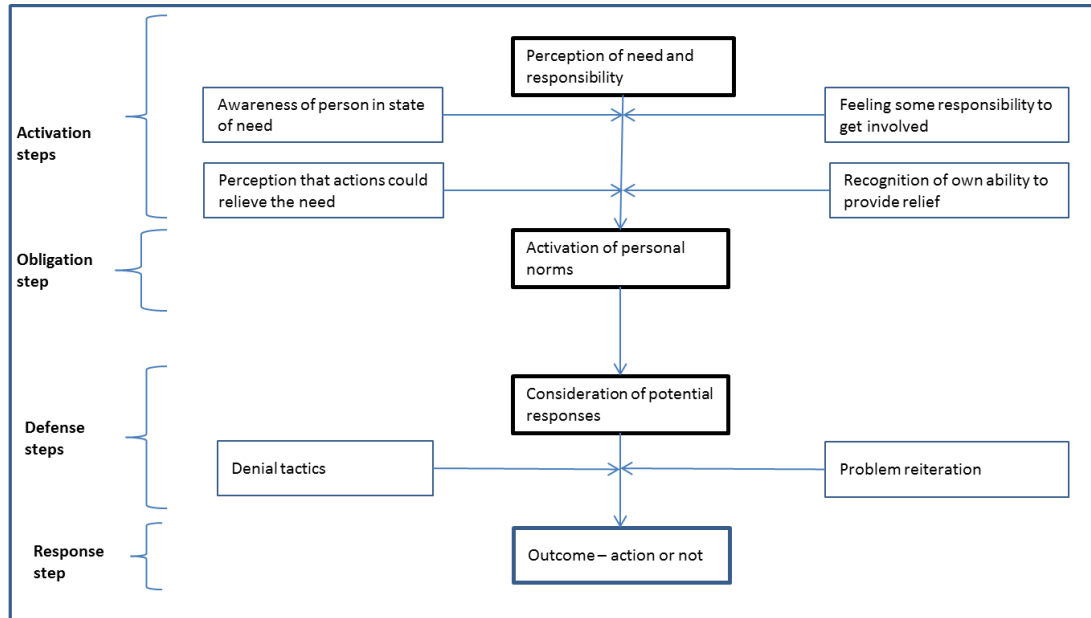 Perception of need and
responsibility
Activation
steps
Awareness of person in state
of need
Feeling some responsibility to
get involved
Perception that actions could
relieve the need
Recognition of own ability to
provide relief
Obligation
step
Activation of personal
norms
Defense
steps
Consideration of potential
responses
Denial tactics
Problem reiteration
Response
step
Outcome – action or not